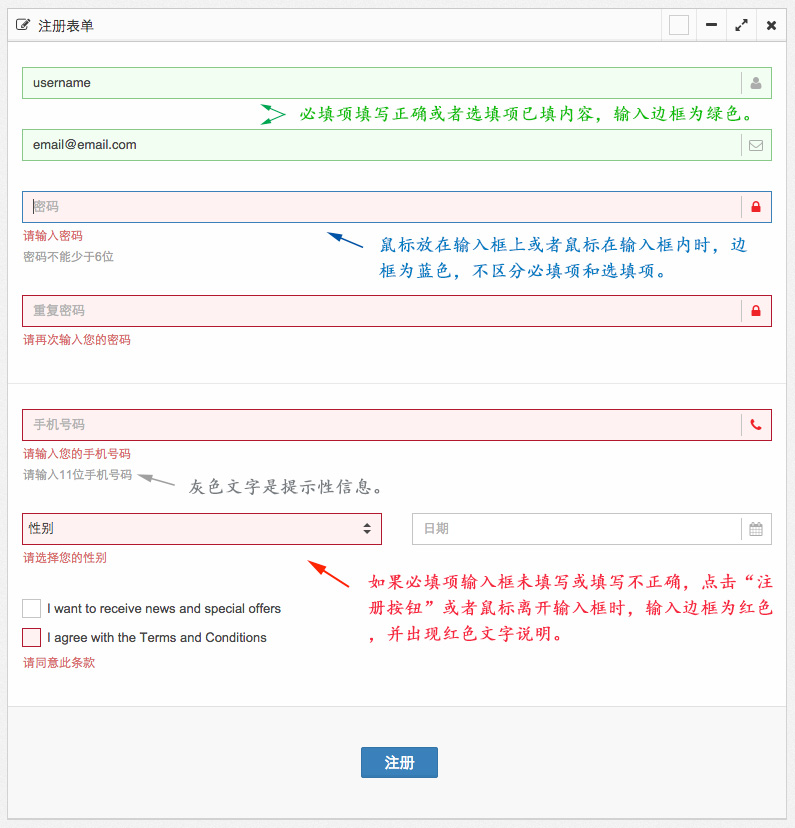 注册表单
username
必填项填写正确或者选填项已填内容，输入边框为绿色。
email@email.com
密码
请输入密码
密码不能少于6位
鼠标放在输入框上或者鼠标在输入框内时，边
框为蓝色，不区分必填项和选填项。
重复密码
请再次输入您的密码
手机号码
请输入您的手机号码
请输入11位手机号码
灰色文字是提示性信息。
性别
日期
请选择您的性别
如果必填项输入框未填写或填写不正确，点击“注
册按钮”或者鼠标离开输入框时，输入边框为红色
，并出现红色文字说明。
I want to receive news and special offers
I agree with the Terms and Conditions
请同意此条款
注册